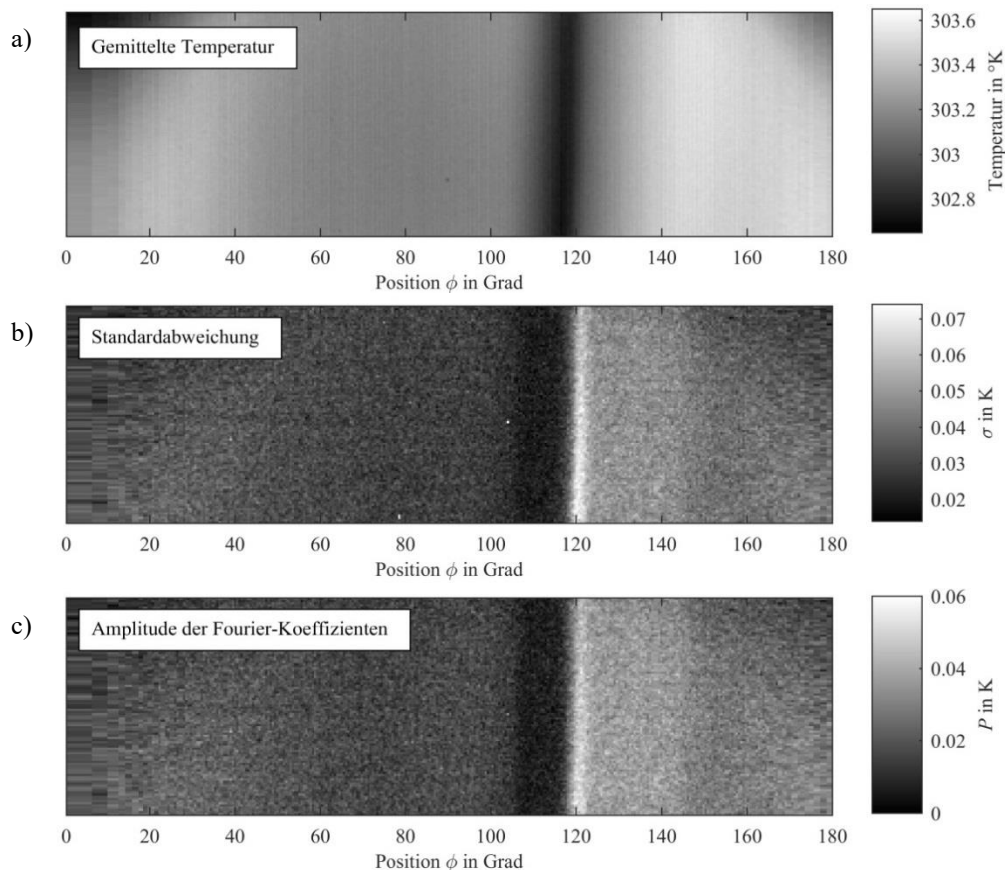 a)
Gemittelte Temperatur
0 20 40 60 80 100 120 140 160 180
Position ϕ in Grad
303.6
303.4
303.2
303
302.8
Temperatur in °K
b)
Standardabweichung
0 20 40 60 80 100 120 140 160 180
Position ϕ in Grad
0.07
0.06
0.05
0.04
0.03
0.02
σ in K
c)
Amplitude der Fourier-Koeffizienten
0 20 40 60 80 100 120 140 160 180
Position ϕ in Grad
0.06
0.04
0.02
0
P in K